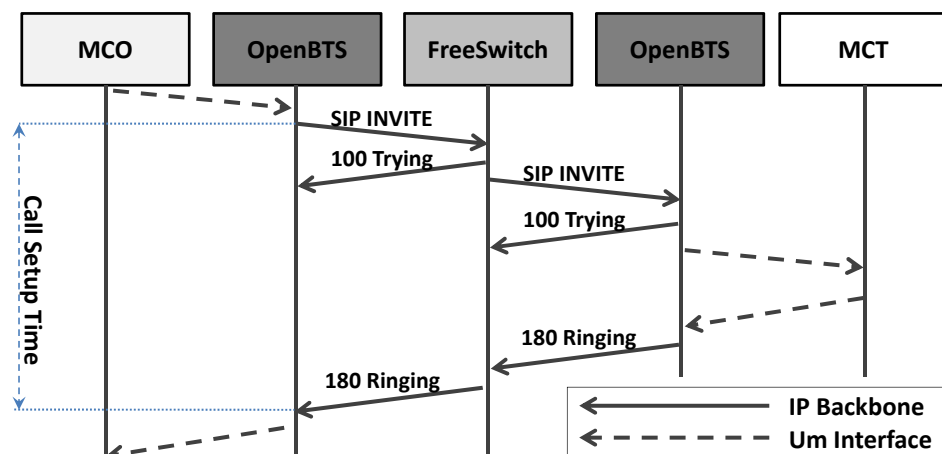 MCO
OpenBTS
FreeSwitch
OpenBTS
MCT
SIP INVITE
100 Trying
SIP INVITE
100 Trying
Call Setup Time
180 Ringing
180 Ringing
IP Backbone
Um Interface